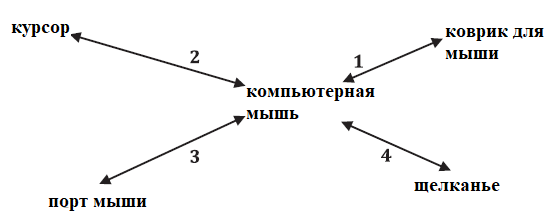 курсор
коврик для
мыши
2
1
компьютерная
мышь
3
4
порт мыши
щелканье